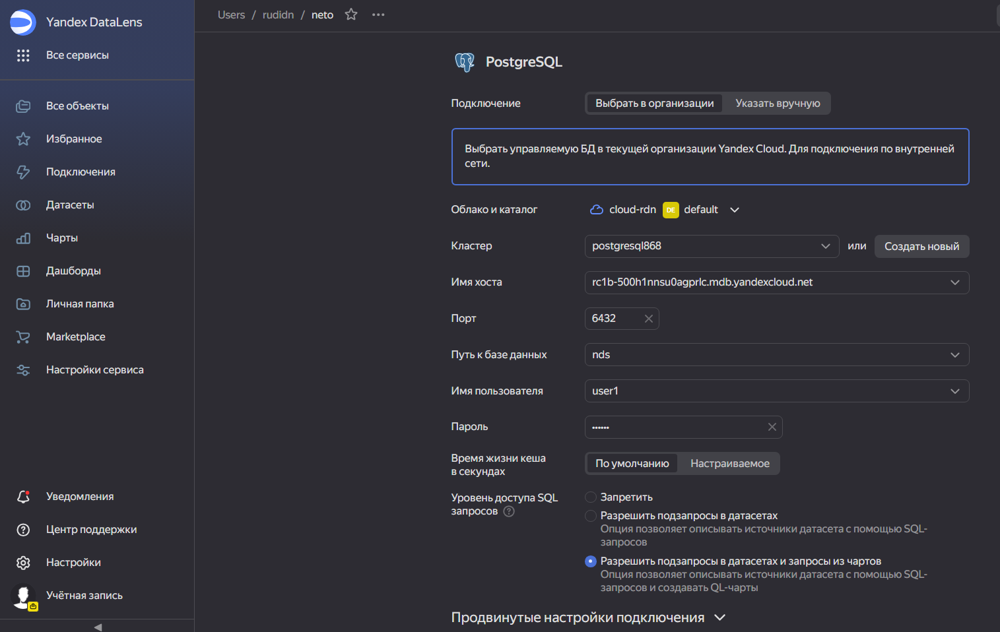 Yandex DataLens
Все сервисы
Все объекты
Избранное
Подключения
Датасеты
Чарты
Дашборды
Личная папка
Marketplace
Настройки сервиса
Уведомления
Центр поддержки
Настройки
Учётная запись
Users / rudidn / neto
PostgreSQL
Подключение Выбрать в организации Указать вручную
Выбрать управляемую БД в текущей организации Yandex Cloud. Для подключения по внутренней
сети.
Облако и каталог cloud-rdn DE default
Кластер postgresql868 или Создать новый
Имя хоста rc1b-500h1nnsu0agprlc.mdb.yandexcloud.net
Порт 6432
Путь к базе данных nds
Имя пользователя user1
Пароль ••••••
Время жизни кеша
в секундах
По умолчанию Настраиваемое
Уровень доступа SQL
запросов ?
Запретить
Разрешить подзапросы в датасетах
Опция позволяет описывать источники датасета с помощью SQL-
запросов
Разрешить подзапросы в датасетах и запросы из чартов
Опция позволяет описывать источники датасета с помощью SQL-
запросов и создавать QL-чарты
Продвинутые настройки подключения